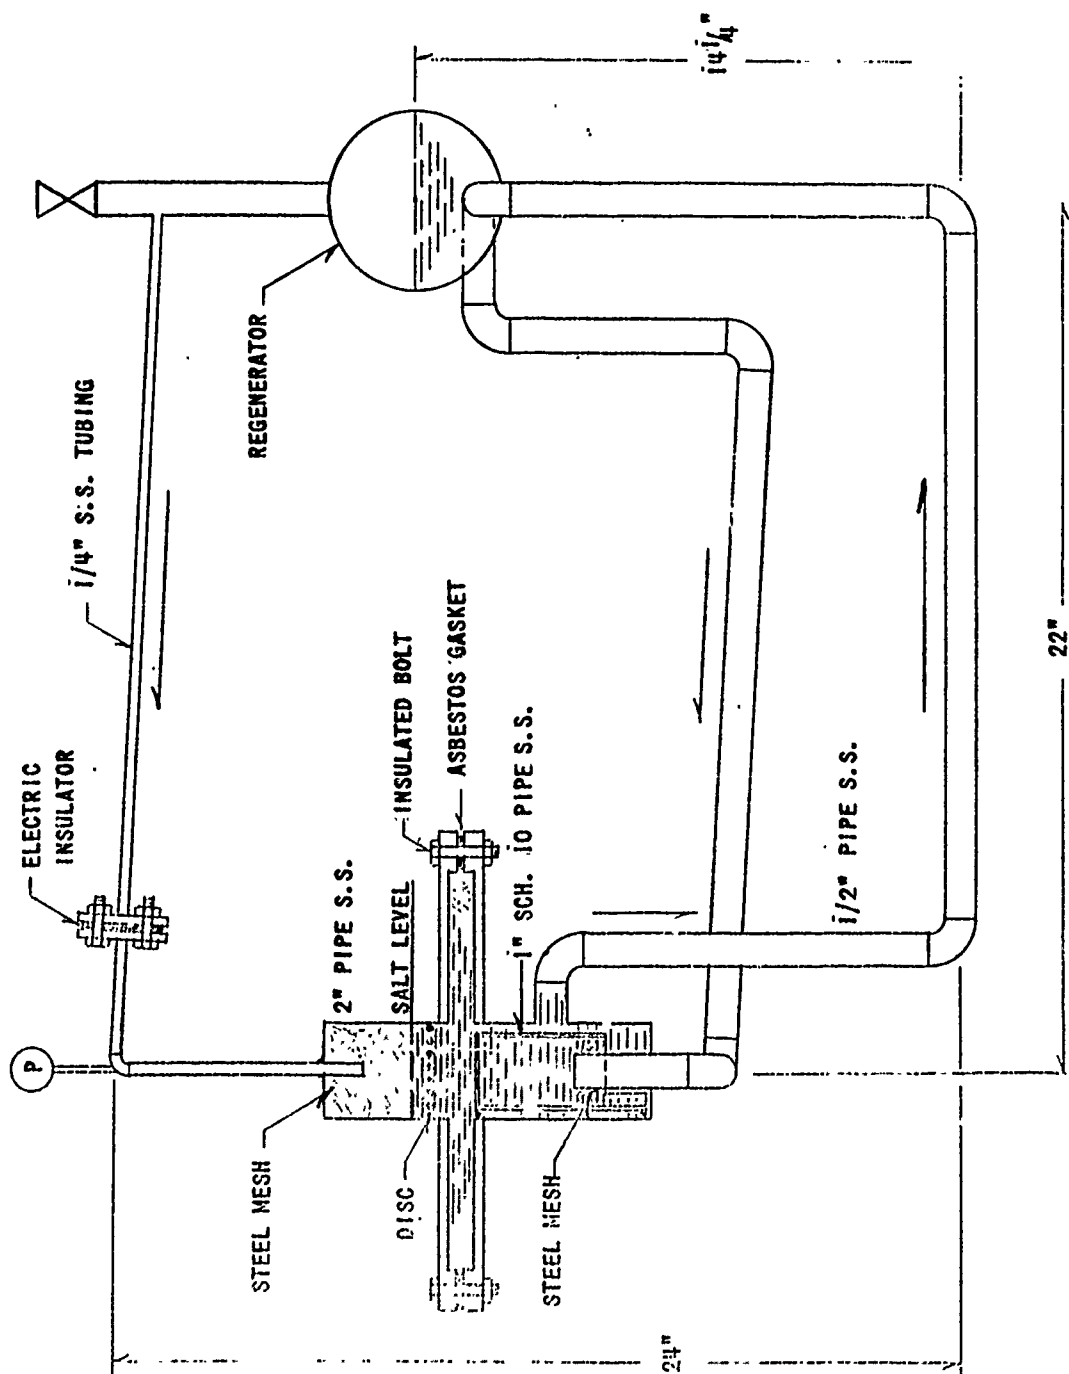 14 1/4"
1/4" S.S. TUBING
REGENERATOR
ELECTRIC
INSULATOR
INSULATED BOLT
ASBESTOS GASKET
2" PIPE S.S.
SALT LEVEL
1" SCH. 10 PIPE S.S.
1/2" PIPE S.S.
22"
P
STEEL MESH
DISC
STEEL MESH
24"